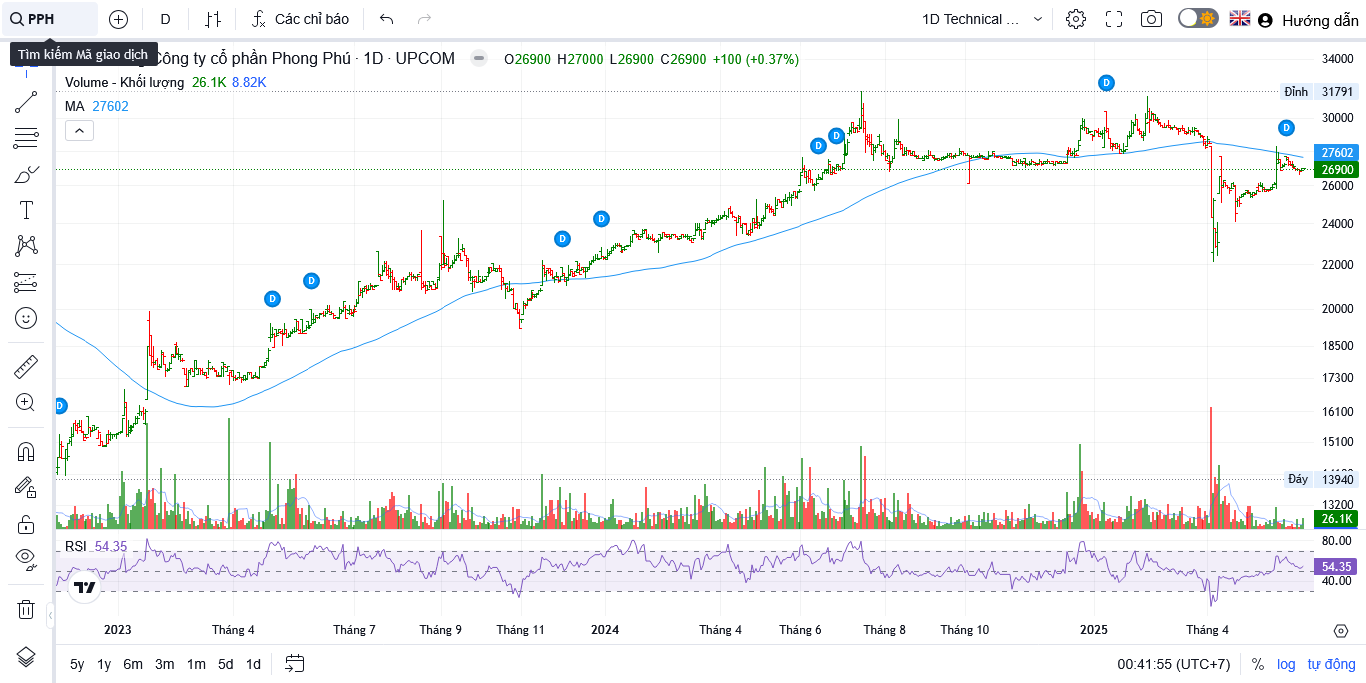 PPH
D
Các chỉ báo
1D Technical ...
Hướng dẫn
Tìm kiếm Mã giao dịch
Công ty cổ phần Phong Phú · 1D · UPCOM
O26900 H27000 L26900 C26900 +100 (+0.37%)
Volume - Khối lượng 26.1K 8.82K
MA 27602
34000
Đỉnh 31791
30000
27602
26900
26000
24000
22000
20000
18500
17300
16100
15100
Đáy 13940
13200
26.1K
D
D
D
D
D
D
D
D
D
RSI 54.35
80.00
54.35
40.00
2023
Tháng 4
Tháng 7
Tháng 9
Tháng 11
2024
Tháng 4
Tháng 6
Tháng 8
Tháng 10
2025
Tháng 4
5y 1y 6m 3m 1m 5d 1d
00:41:55 (UTC+7)
% log tự động